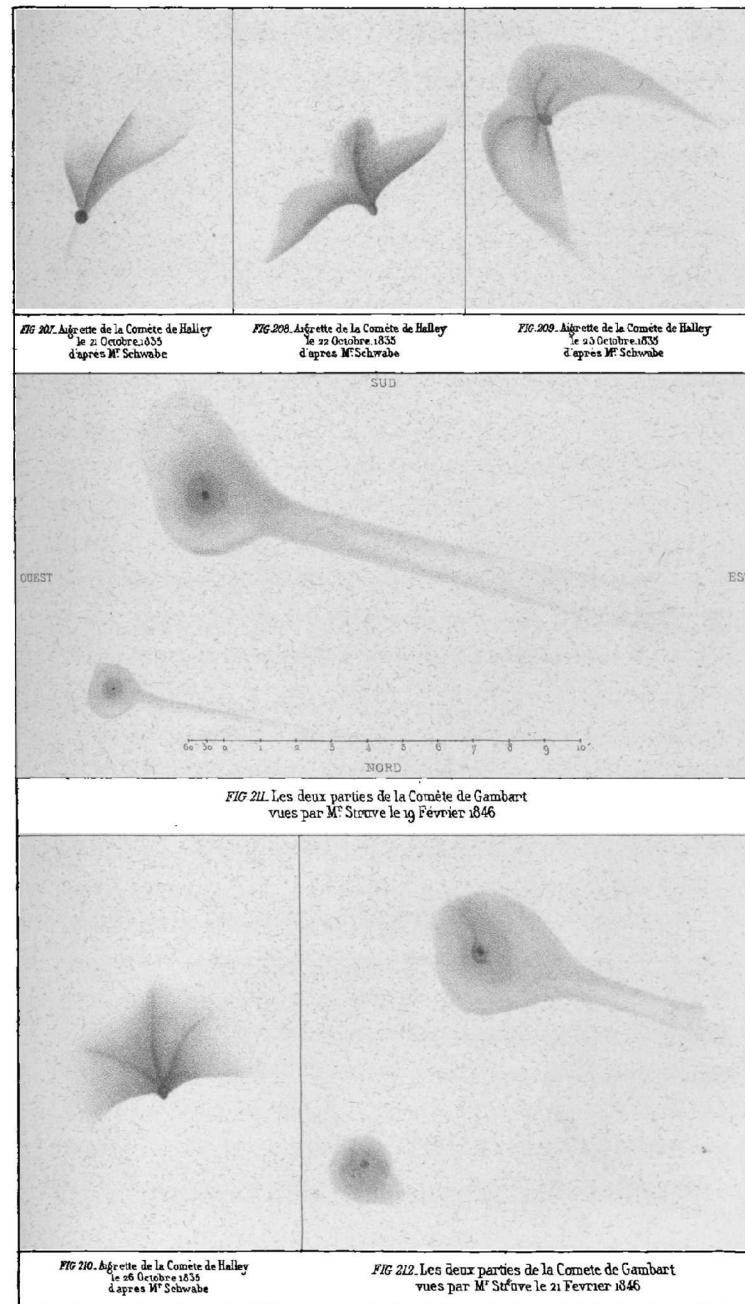 FIG 207. Aigrette de la Comète de Halley
le 21 Octobre 1835
d'après Mr Schwabe
FIG 208. Aigrette de la Comète de Halley
le 22 Octobre 1835
d'après Mr Schwabe
FIG 209. Aigrette de la Comète de Halley
le 23 Octobre 1835
d'après Mr Schwabe
SUD
OUEST
EST
60 30 0 1 2 3 4 5 6 7 8 9 10'
NORD
FIG 211. Les deux parties de la Comète de Gambart
vues par Mr Struve le 19 Février 1846
FIG 210. Aigrette de la Comète de Halley
le 26 Octobre 1835
d'apres Mr Schwabe
FIG 212. Les deux parties de la Comete de Gambart
vues par Mr Struve le 21 Fevrier 1846